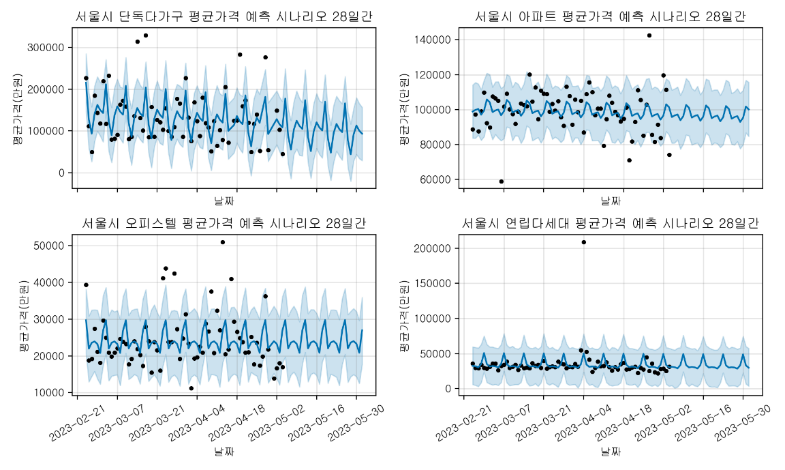 서울시 단독다가구 평균가격 예측 시나리오 28일간
300000
200000
100000
0
평균가격(만원)
날짜
서울시 아파트 평균가격 예측 시나리오 28일간
140000
120000
100000
80000
60000
평균가격(만원)
날짜
서울시 오피스텔 평균가격 예측 시나리오 28일간
50000
40000
30000
20000
10000
평균가격(만원)
2023-02-21
2023-03-07
2023-03-21
2023-04-04
2023-04-18
2023-05-02
2023-05-16
2023-05-30
날짜
서울시 연립다세대 평균가격 예측 시나리오 28일간
200000
150000
100000
50000
0
평균가격(만원)
2023-02-21
2023-03-07
2023-03-21
2023-04-04
2023-04-18
2023-05-02
2023-05-16
2023-05-30
날짜